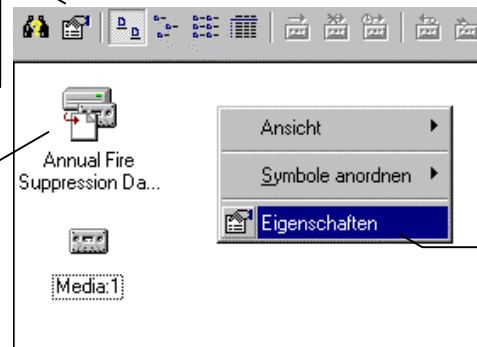 Annual Fire
Suppression Da...
Media:1
Ansicht
Symbole anordnen
Eigenschaften